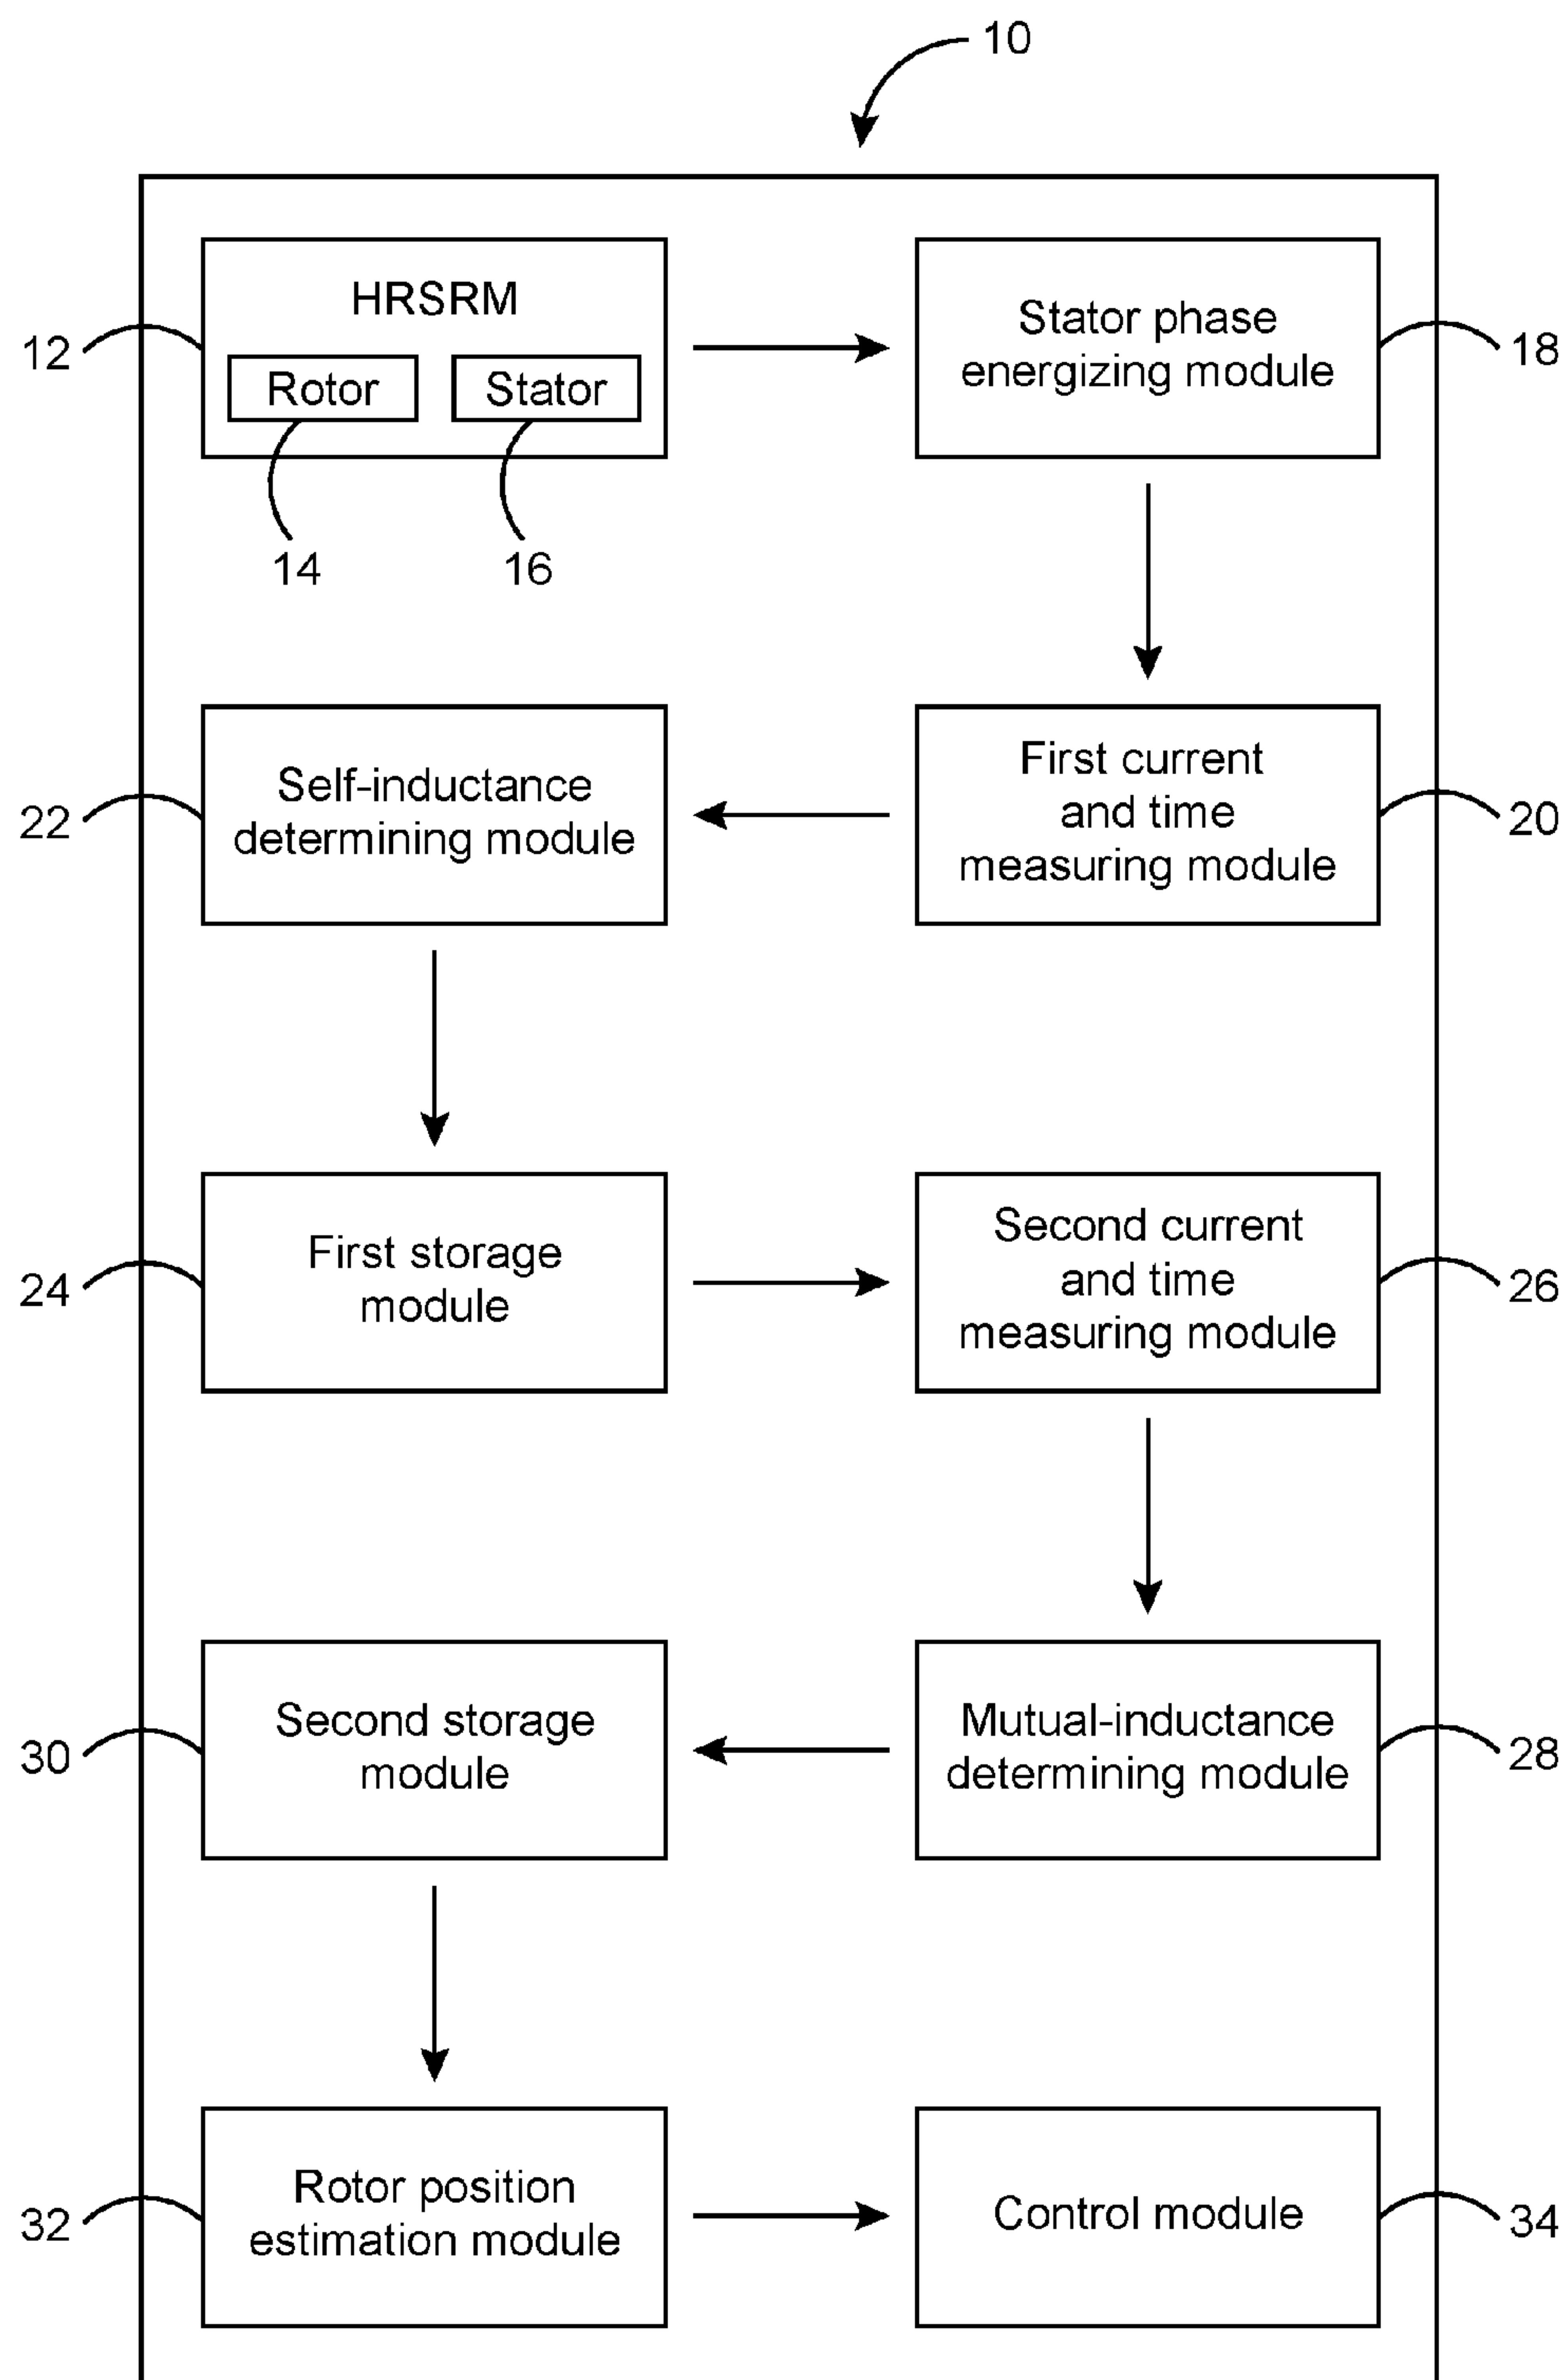 10
HRSRM
Rotor
Stator
12
14
16
Stator phase
energizing module
18
Self-inductance
determining module
22
First current
and time
measuring module
20
First storage
module
24
Second current
and time
measuring module
26
Second storage
module
30
Mutual-inductance
determining module
28
Rotor position
estimation module
32
Control module
34